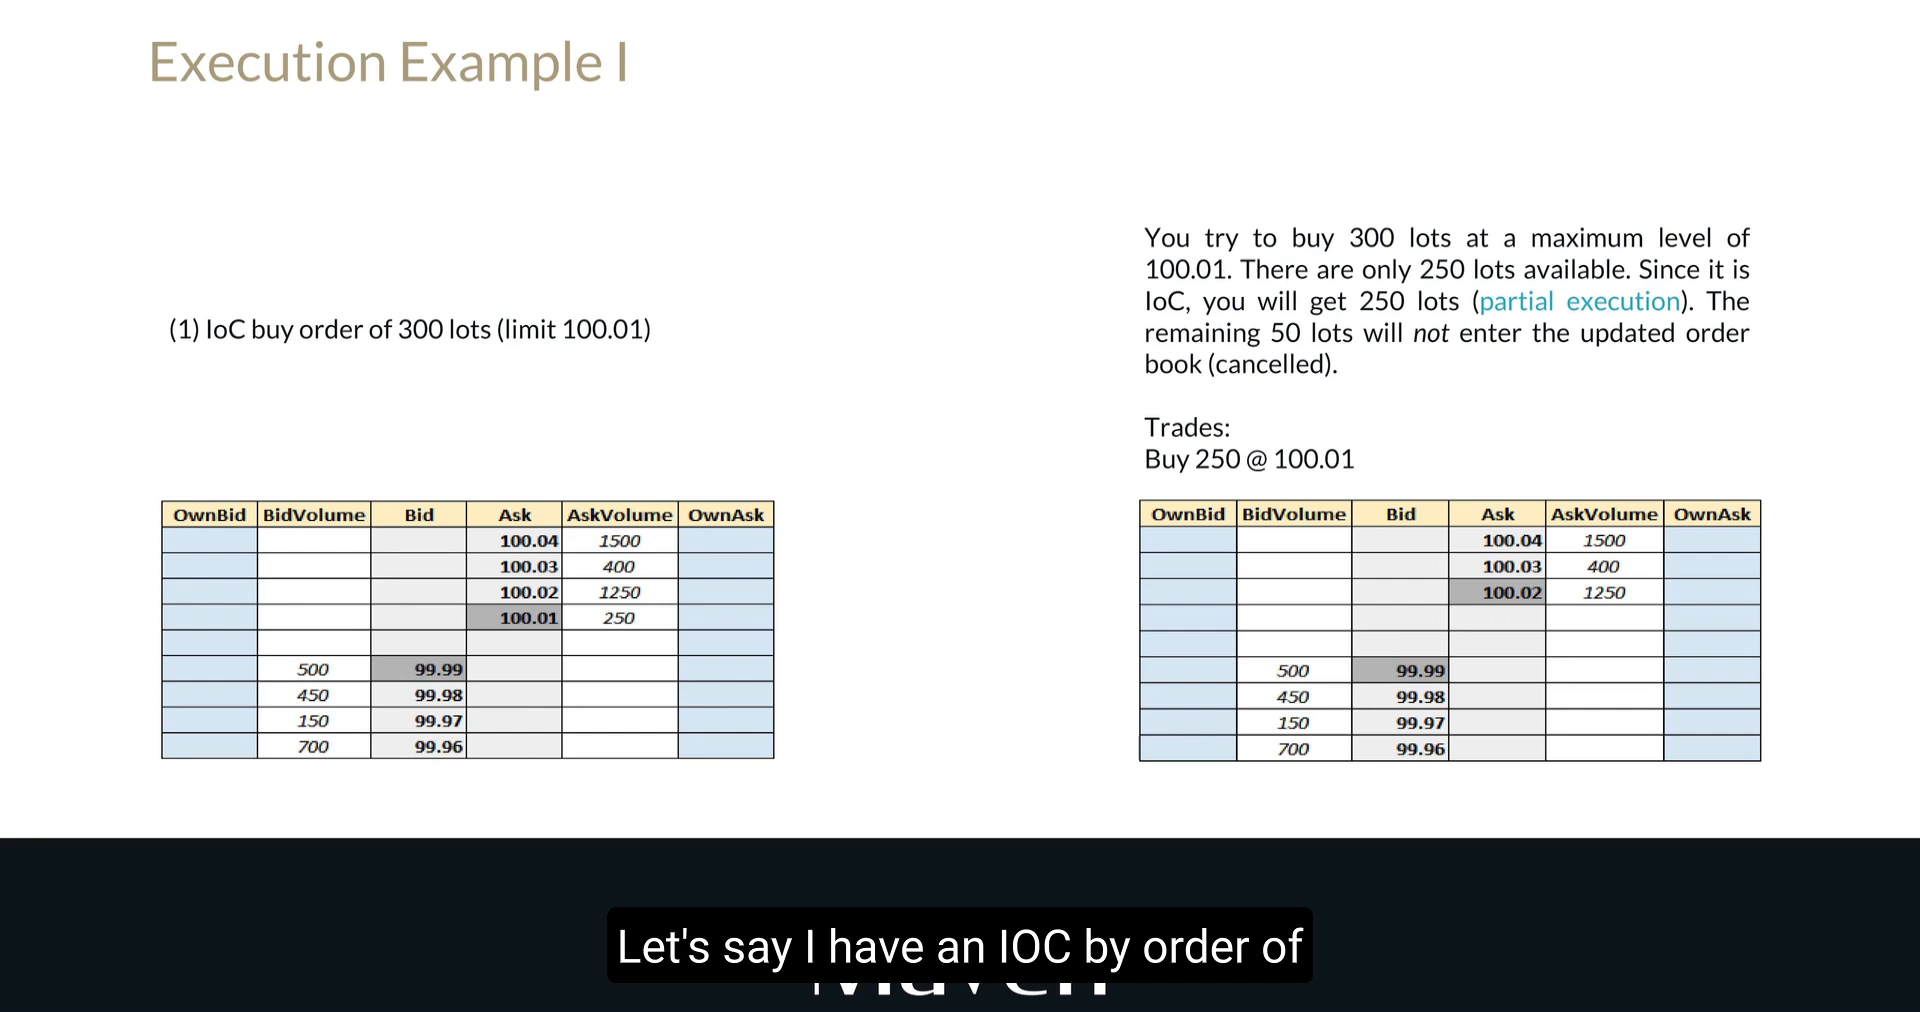 Execution Example I
(1) IoC buy order of 300 lots (limit 100.01)
You try to buy 300 lots at a maximum level of
100.01. There are only 250 lots available. Since it is
IoC, you will get 250 lots (partial execution). The
remaining 50 lots will not enter the updated order
book (cancelled).
Trades:
Buy 250 @ 100.01
OwnBid BidVolume Bid Ask AskVolume OwnAsk
100.04 1500
100.03 400
100.02 1250
100.01 250
500 99.99
450 99.98
150 99.97
700 99.96
OwnBid BidVolume Bid Ask AskVolume OwnAsk
100.04 1500
100.03 400
100.02 1250
500 99.99
450 99.98
150 99.97
700 99.96
Let's say I have an IOC by order of